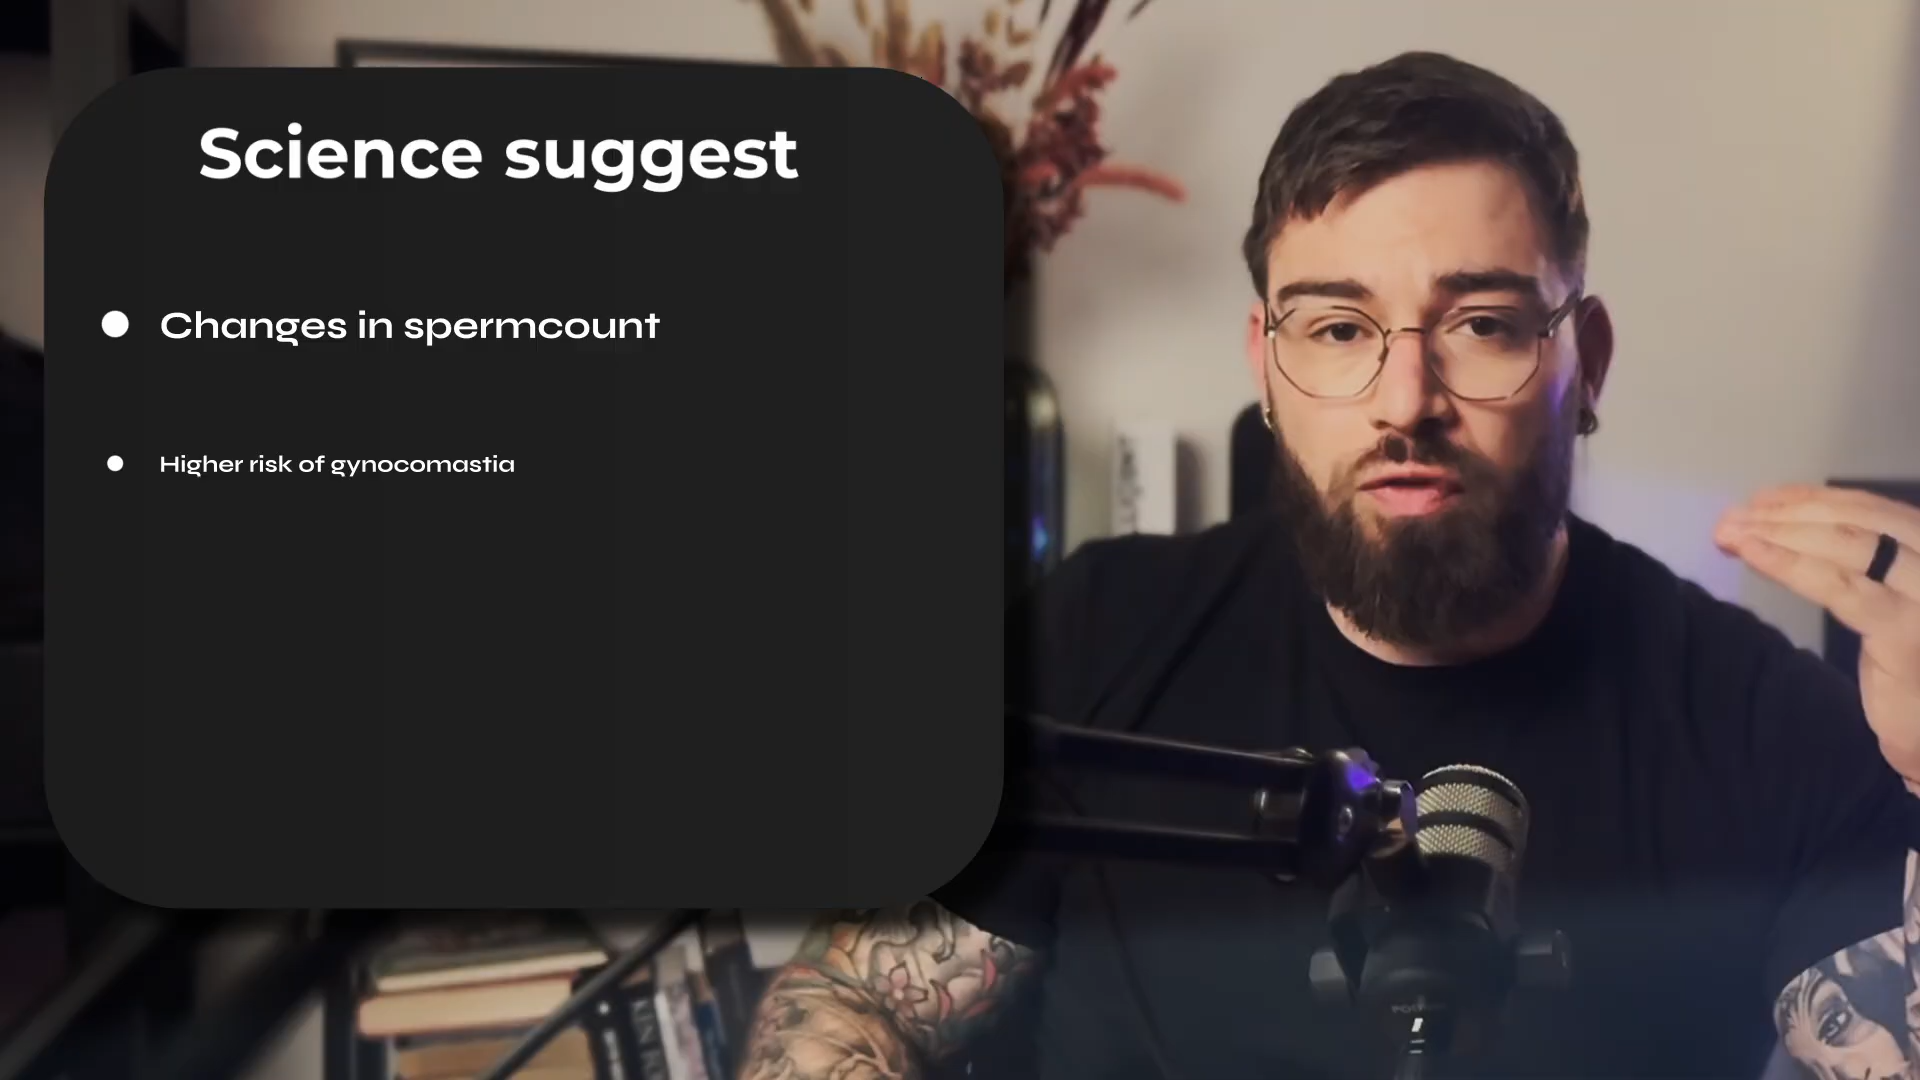 Science suggest
Changes in spermcount
Higher risk of gynocomastia